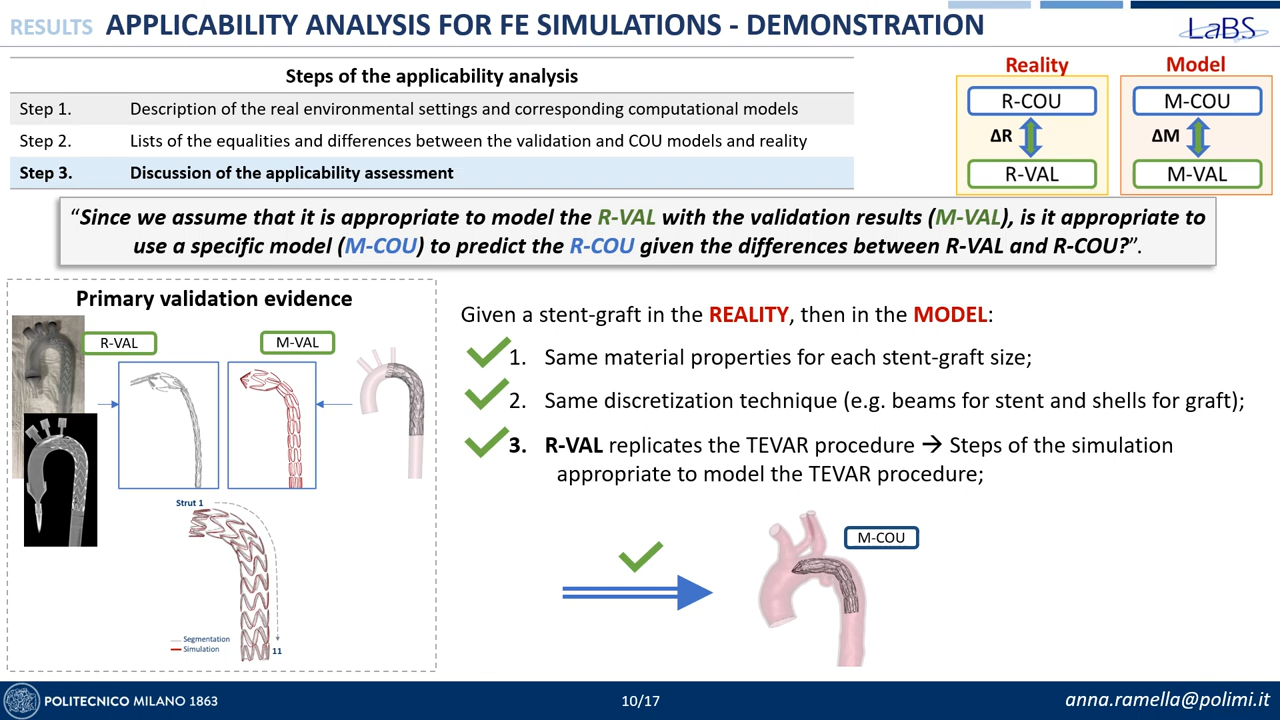 RESULTS APPLICABILITY ANALYSIS FOR FE SIMULATIONS - DEMONSTRATION
LaBS
Steps of the applicability analysis
Step 1. Description of the real environmental settings and corresponding computational models
Step 2. Lists of the equalities and differences between the validation and COU models and reality
Step 3. Discussion of the applicability assessment
Reality Model
R-COU M-COU
ΔR ΔM
R-VAL M-VAL
“Since we assume that it is appropriate to model the R-VAL with the validation results (M-VAL), is it appropriate to
use a specific model (M-COU) to predict the R-COU given the differences between R-VAL and R-COU?”.
Primary validation evidence
R-VAL M-VAL
Strut 1
Segmentation
Simulation
11
Given a stent-graft in the REALITY, then in the MODEL:
1. Same material properties for each stent-graft size;
2. Same discretization technique (e.g. beams for stent and shells for graft);
3. R-VAL replicates the TEVAR procedure → Steps of the simulation
appropriate to model the TEVAR procedure;
M-COU
POLITECNICO MILANO 1863
10/17
anna.ramella@polimi.it